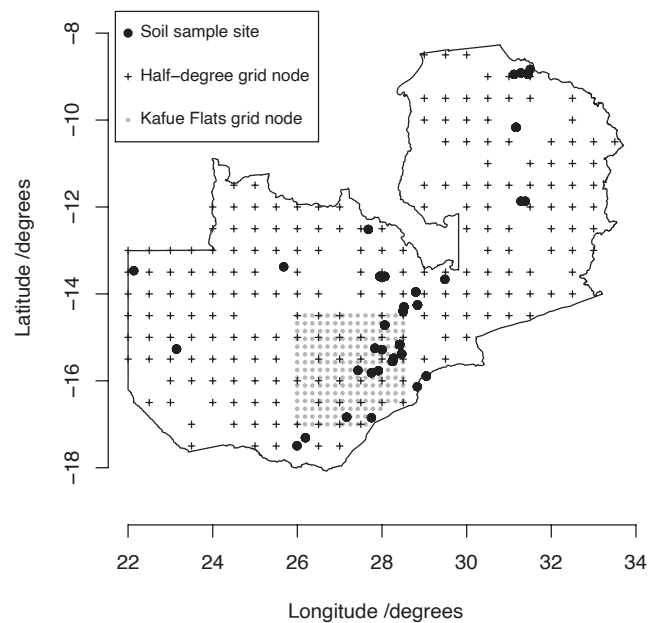 Soil sample site
Half−degree grid node
Kafue Flats grid node
Latitude /degrees
−8
−10
−12
−14
−16
−18
22
24
26
28
30
32
34
Longitude /degrees